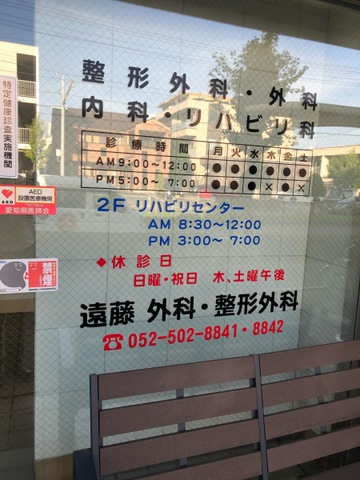 整形外科・外科
内科・リハビリ科
診療時間 月 火 水 木 金 土
AM9:00~12:00 ● ● ● ● ● ●
PM5:00~7:00 ● ● ● × ● ×
2F リハビリセンター
AM 8:30~12:00
PM 3:00~7:00
◆休診日
日曜・祝日 木、土曜午後
遠藤 外科・整形外科
☎052-502-8841・8842
特定健康診査実施機関
AED
AED
設置医療機関
愛知県医師会
禁煙